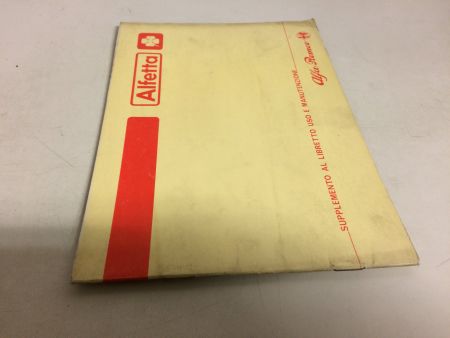 Alfetta
SUPPLEMENTO AL LIBRETTO USO E MANUTENZIONE
Alfa-Romeo